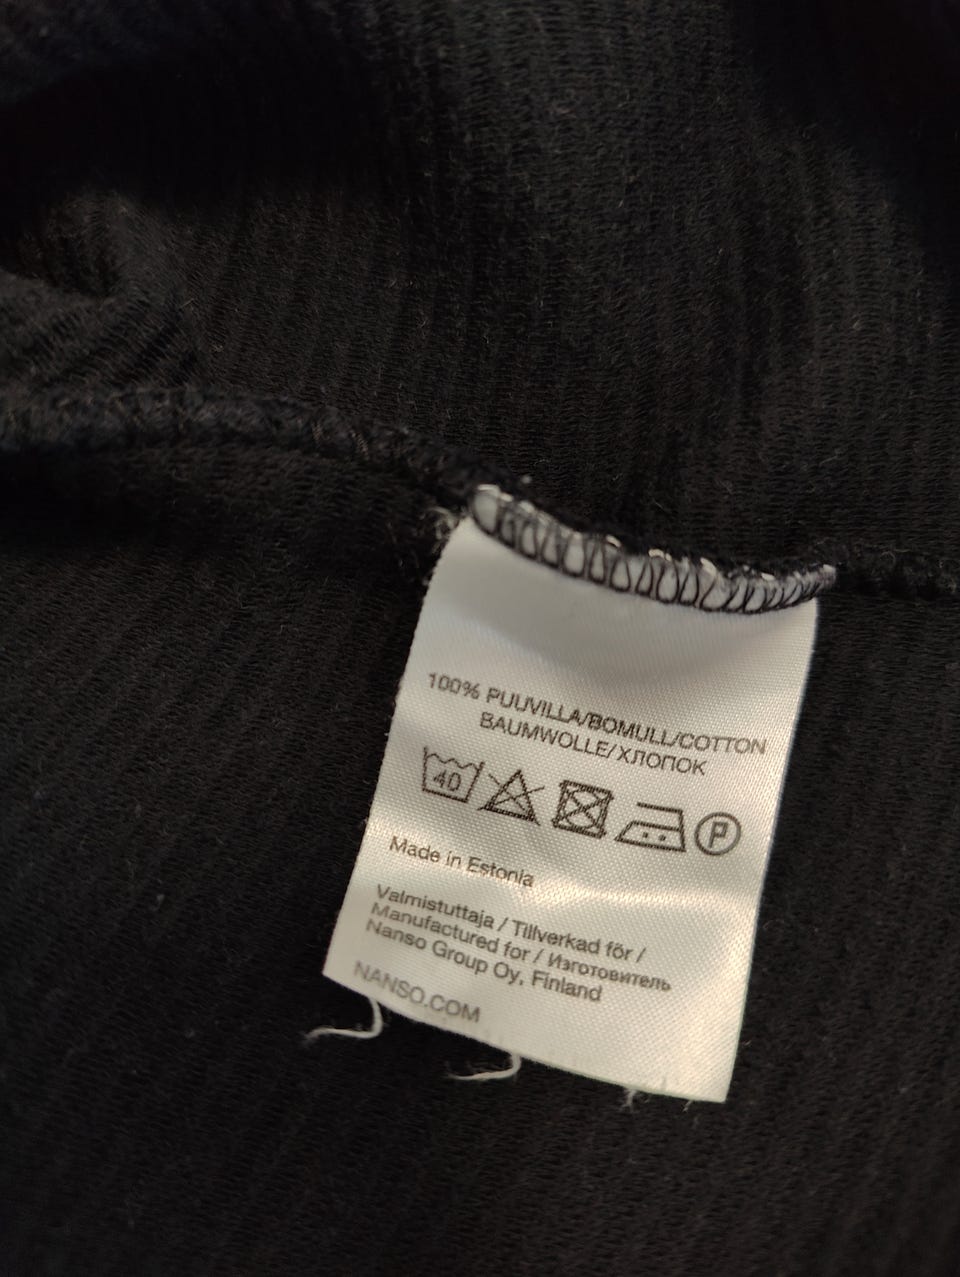 100% PUUVILLA/BOMULL/COTTON
BAUMWOLLE/ХЛОПОК
40 P
Made in Estonia
Valmistuttaja / Tillverkad för /
Manufactured for / Изготовитель
Nanso Group Oy, Finland
NANSO.COM